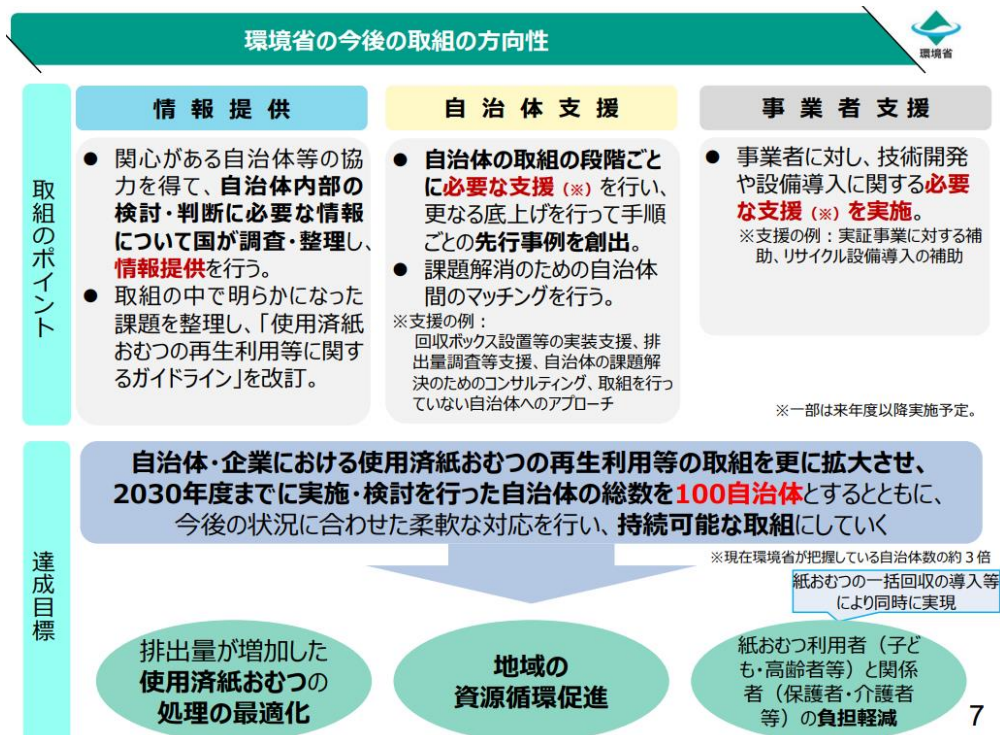 環境省の今後の取組の方向性
環境省
取組のポイント
情報提供
● 関心がある自治体等の協
力を得て、自治体内部の
検討・判断に必要な情報
について国が調査・整理し、
情報提供を行う。
● 取組の中で明らかになった
課題を整理し、「使用済紙
おむつの再生利用等に関す
るガイドライン」を改訂。
自治体支援
● 自治体の取組の段階ごと
に必要な支援（※）を行い、
更なる底上げを行って手順
ごとの先行事例を創出。
● 課題解消のための自治体
間のマッチングを行う。
※支援の例：
回収ボックス設置等の実装支援、排
出量調査等支援、自治体の課題解
決のためのコンサルティング、取組を行っ
ていない自治体へのアプローチ
事業者支援
● 事業者に対し、技術開発
や設備導入に関する必要
な支援（※）を実施。
※支援の例：実証事業に対する補
助、リサイクル設備導入の補助
※一部は来年度以降実施予定。
達成目標
自治体・企業における使用済紙おむつの再生利用等の取組を更に拡大させ、
2030年度までに実施・検討を行った自治体の総数を100自治体とするとともに、
今後の状況に合わせた柔軟な対応を行い、持続可能な取組にしていく
※現在環境省が把握している自治体数の約３倍
紙おむつの一括回収の導入等
により同時に実現
排出量が増加した
使用済紙おむつの
処理の最適化
地域の
資源循環促進
紙おむつ利用者（子ど
も・高齢者等）と関係
者（保護者・介護者
等）の負担軽減
7